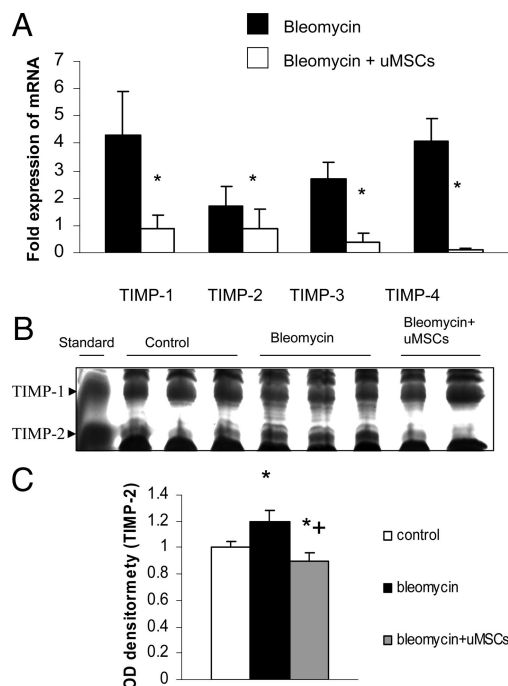 A
Bleomycin
Bleomycin + uMSCs
Fold expression of mRNA
7
6
5
4
3
2
1
0
*
*
*
*
TIMP-1 TIMP-2 TIMP-3 TIMP-4
B
Standard Control Bleomycin Bleomycin+
uMSCs
TIMP-1
TIMP-2
C
OD densitormety (TIMP-2)
1.4
1.2
1
0.8
0.6
0.4
0.2
0
*
*+
control
bleomycin
bleomycin+uMSCs